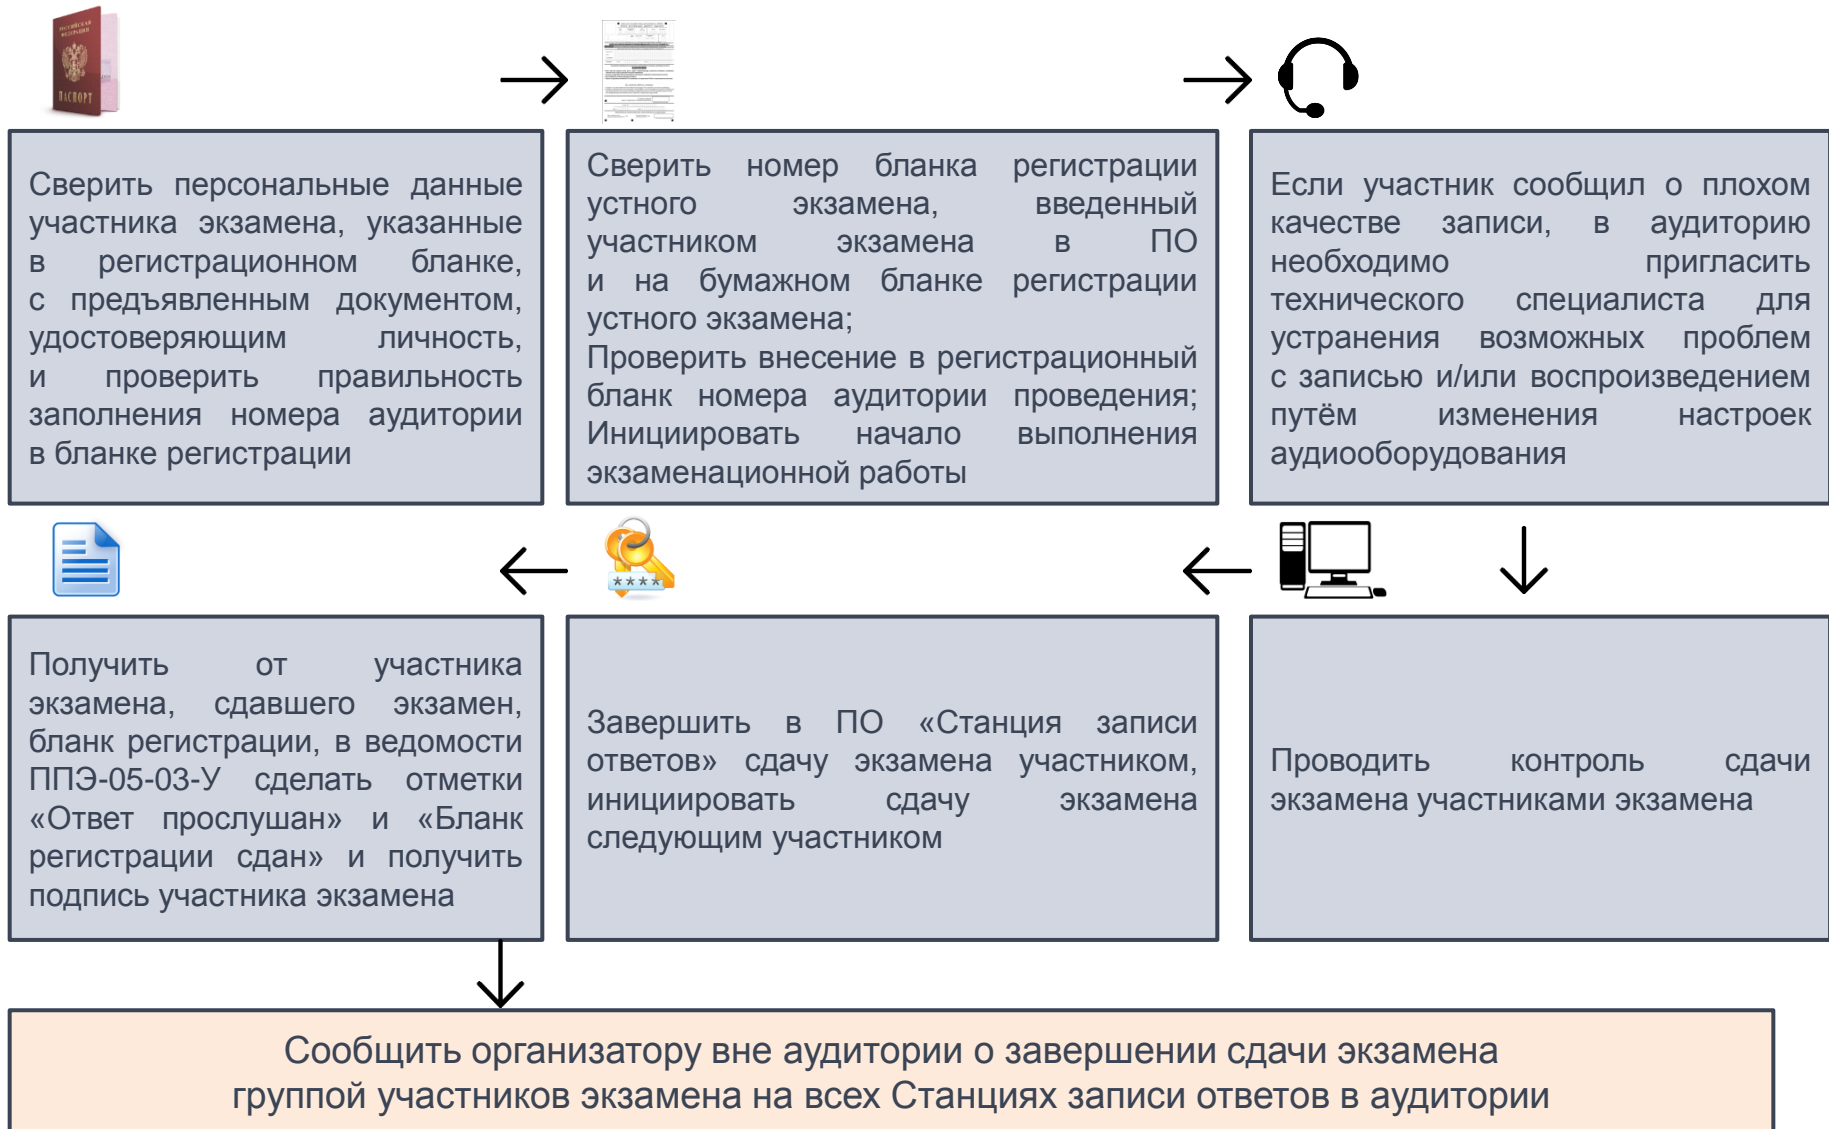 РОССИЙСКАЯ
ФЕДЕРАЦИЯ
ПАСПОРТ
Сверить персональные данные
участника экзамена, указанные
в регистрационном бланке,
с предъявленным документом,
удостоверяющим личность,
и проверить правильность
заполнения номера аудитории
в бланке регистрации
Сверить номер бланка регистрации
устного экзамена, введенный
участником экзамена в ПО
и на бумажном бланке регистрации
устного экзамена;
Проверить внесение в регистрационный
бланк номера аудитории проведения;
Инициировать начало выполнения
экзаменационной работы
Если участник сообщил о плохом
качестве записи, в аудиторию
необходимо пригласить
технического специалиста для
устранения возможных проблем
с записью и/или воспроизведением
путём изменения настроек
аудиооборудования
****
Получить от участника
экзамена, сдавшего экзамен,
бланк регистрации, в ведомости
ППЭ-05-03-У сделать отметки
«Ответ прослушан» и «Бланк
регистрации сдан» и получить
подпись участника экзамена
Завершить в ПО «Станция записи
ответов» сдачу экзамена участником,
инициировать сдачу экзамена
следующим участником
Проводить контроль сдачи
экзамена участниками экзамена
Сообщить организатору вне аудитории о завершении сдачи экзамена
группой участников экзамена на всех Станциях записи ответов в аудитории